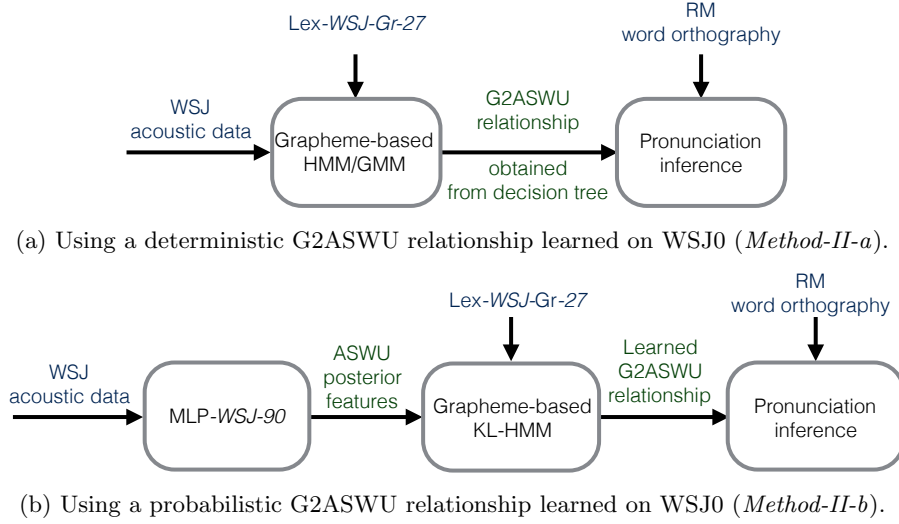 Lex-WSJ-Gr-27
RM
word orthography
WSJ
acoustic data
Grapheme-based
HMM/GMM
G2ASWU
relationship
obtained
from decision tree
Pronunciation
inference
(a) Using a deterministic G2ASWU relationship learned on WSJ0 (Method-II-a).
Lex-WSJ-Gr-27
RM
word orthography
WSJ
acoustic data
MLP-WSJ-90
ASWU
posterior
features
Grapheme-based
KL-HMM
Learned
G2ASWU
relationship
Pronunciation
inference
(b) Using a probabilistic G2ASWU relationship learned on WSJ0 (Method-II-b).